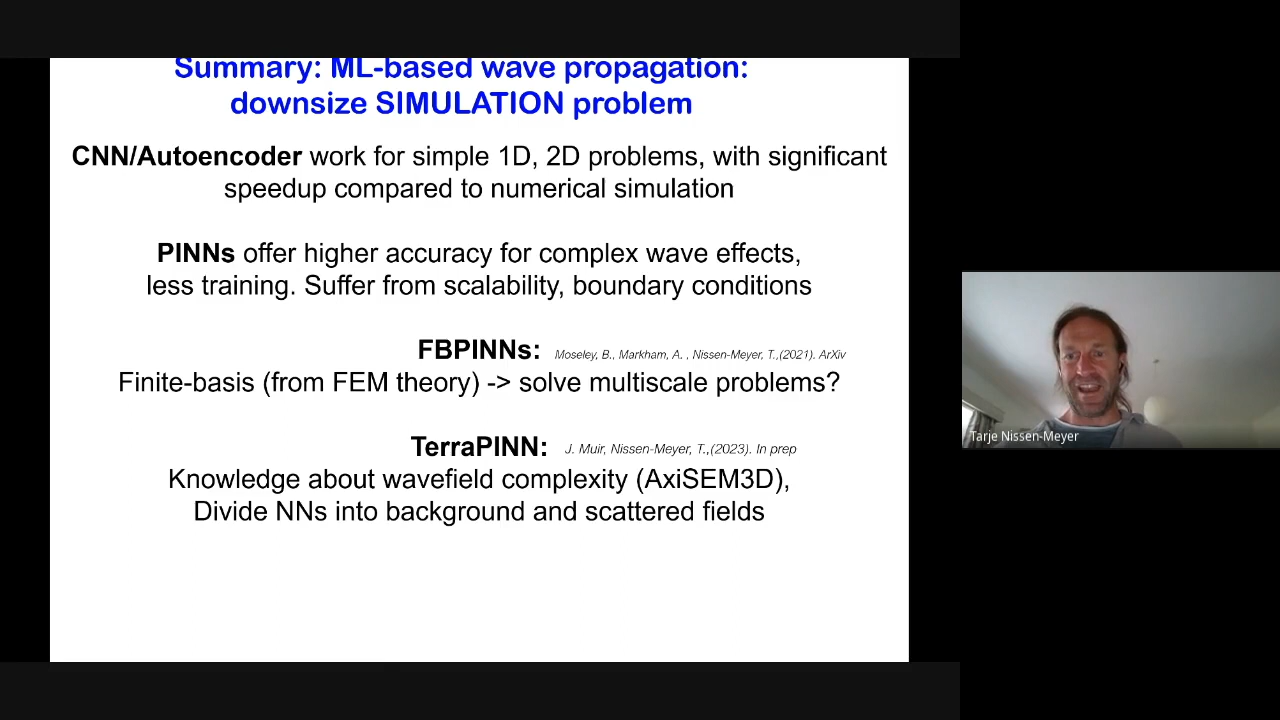 Summary: ML-based wave propagation:
downsize SIMULATION problem
CNN/Autoencoder work for simple 1D, 2D problems, with significant
speedup compared to numerical simulation
PINNs offer higher accuracy for complex wave effects,
less training. Suffer from scalability, boundary conditions
FBPINNs: Moseley, B., Markham, A. , Nissen-Meyer, T.,(2021). ArXiv
Finite-basis (from FEM theory) -> solve multiscale problems?
TerraPINN: J. Muir, Nissen-Meyer, T.,(2023). In prep
Knowledge about wavefield complexity (AxiSEM3D),
Divide NNs into background and scattered fields
Tarje Nissen-Meyer